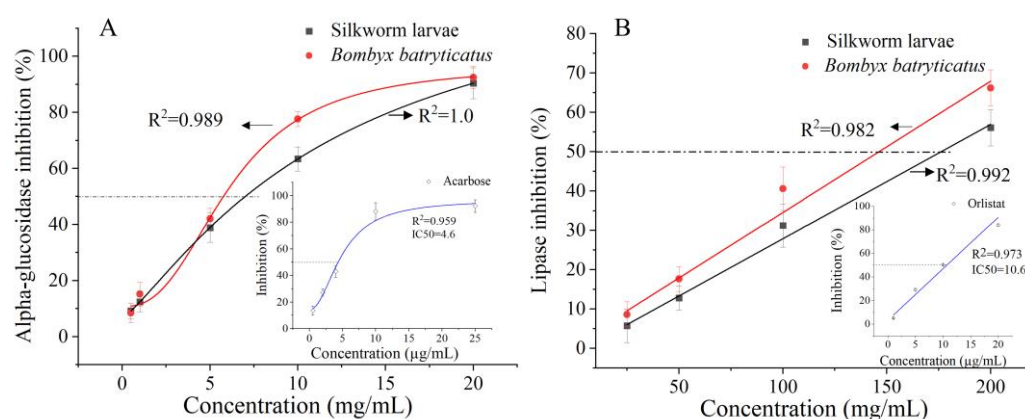 A
■ Silkworm larvae
● Bombyx batryticatus
Alpha-glucosidase inhibition (%)
100
80
60
40
20
0
R²=0.989
R²=1.0
0 5 10 15 20
Concentration (mg/mL)
Acarbose
R²=0.959
IC50=4.6
Inhibition (%)
100
80
60
40
20
0
0 5 10 15 20 25
Concentration (µg/mL)
B
■ Silkworm larvae
● Bombyx batryticatus
Lipase inhibition (%)
80
70
60
50
40
30
20
10
0
R²=0.982
R²=0.992
50 100 150 200
Concentration (mg/mL)
Orlistat
R²=0.973
IC50=10.6
Inhibition (%)
100
80
60
40
20
0
0 5 10 15 20
Concentration (µg/mL)